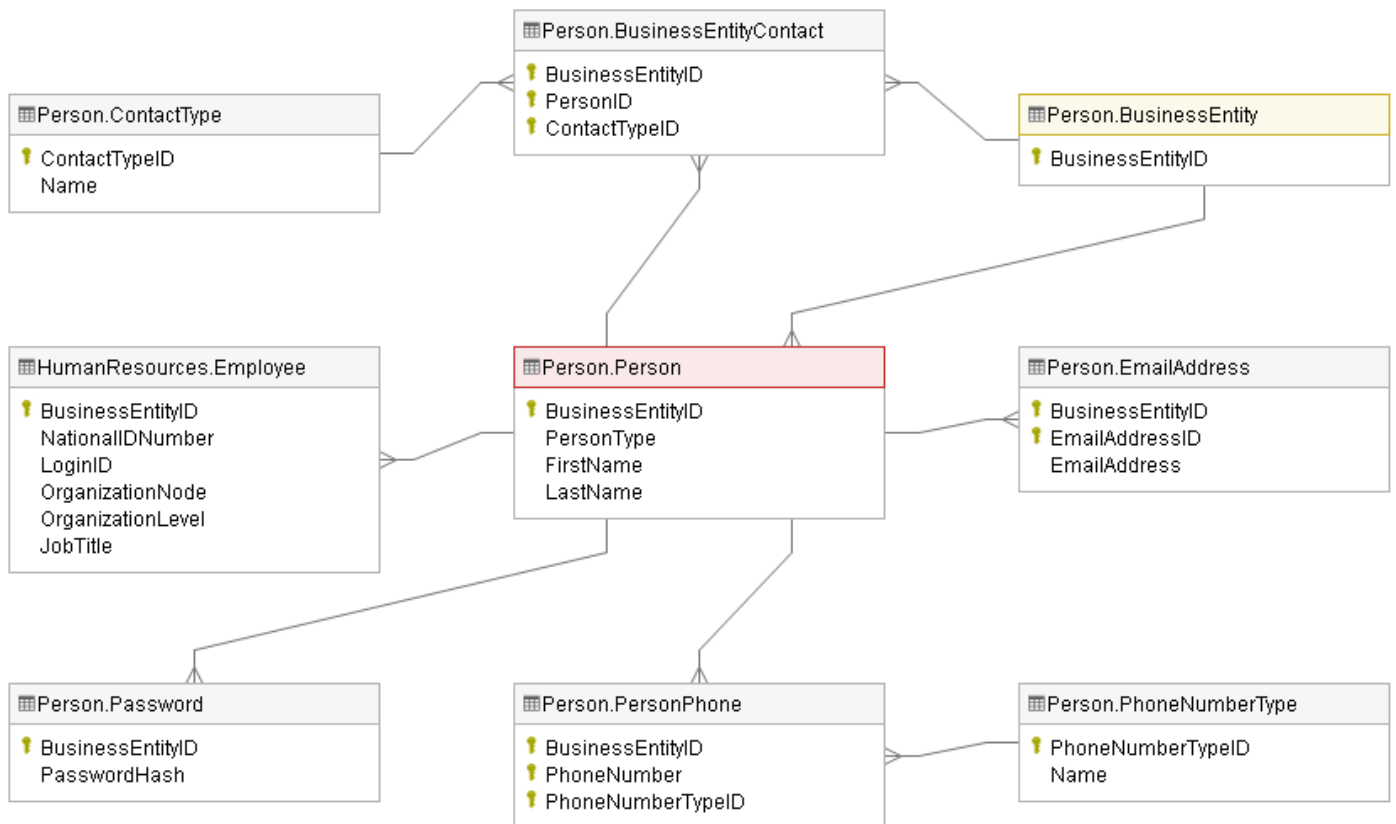 Person.BusinessEntityContact
BusinessEntityID
PersonID
ContactTypeID
Person.ContactType
ContactTypeID
Name
Person.BusinessEntity
BusinessEntityID
HumanResources.Employee
BusinessEntityID
NationalIDNumber
LoginID
OrganizationNode
OrganizationLevel
JobTitle
Person.Person
BusinessEntityID
PersonType
FirstName
LastName
Person.EmailAddress
BusinessEntityID
EmailAddressID
EmailAddress
Person.Password
BusinessEntityID
PasswordHash
Person.PersonPhone
BusinessEntityID
PhoneNumber
PhoneNumberTypeID
Person.PhoneNumberType
PhoneNumberTypeID
Name